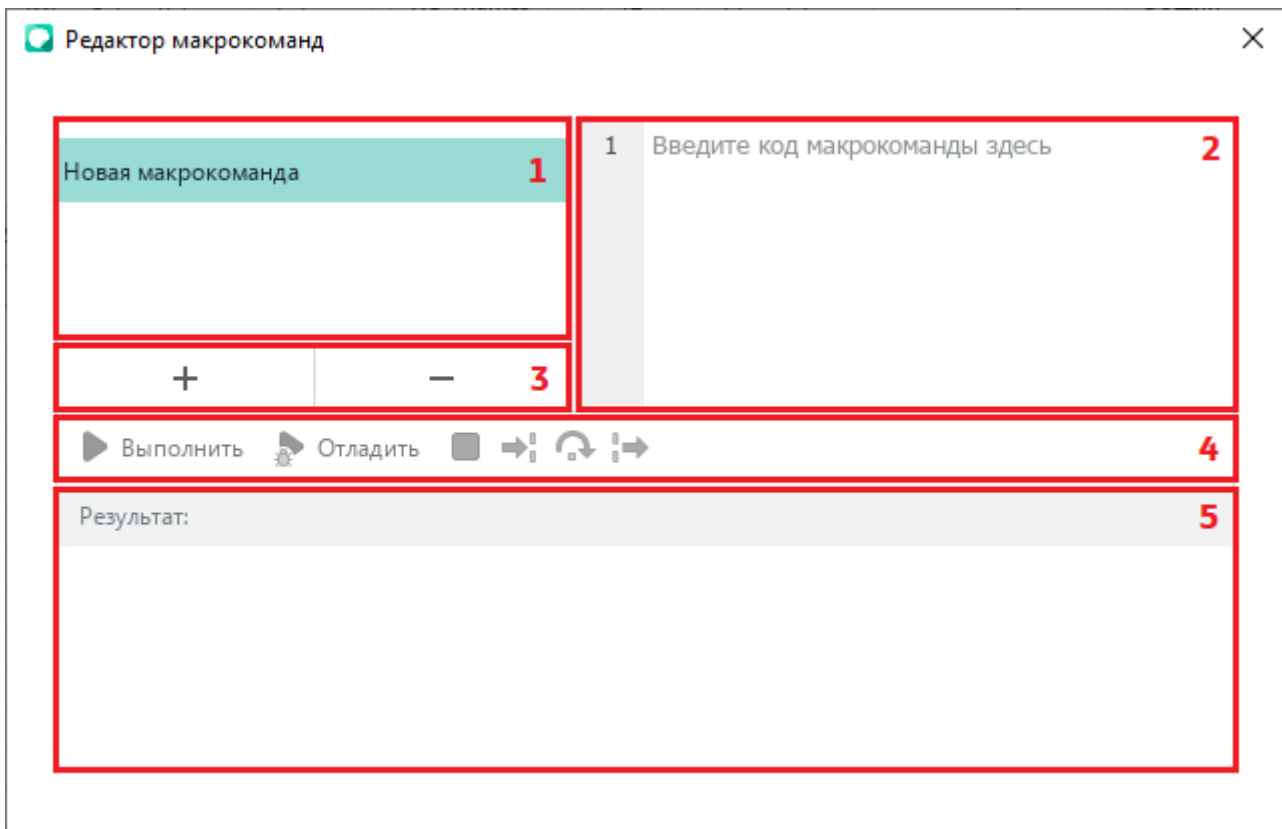 Редактор макрокоманд
Новая макрокоманда
1
1 Введите код макрокоманды здесь
2
+ −
3
Выполнить Отладить
4
Результат:
5